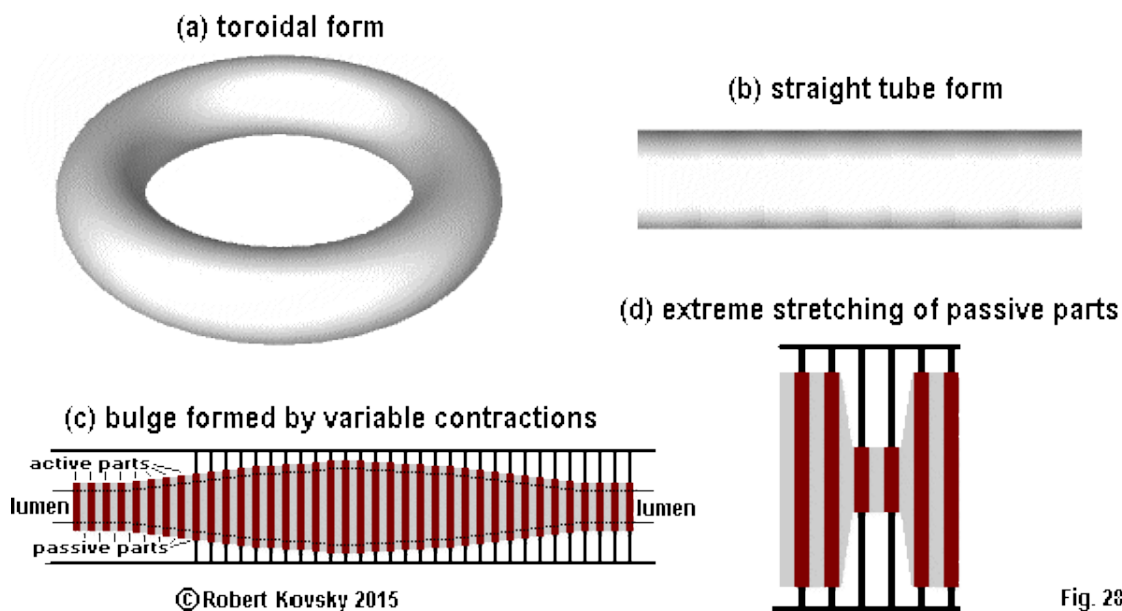 (a) toroidal form
(b) straight tube form
(d) extreme stretching of passive parts
(c) bulge formed by variable contractions
active parts
lumen
lumen
passive parts
©Robert Kovsky 2015
Fig. 28